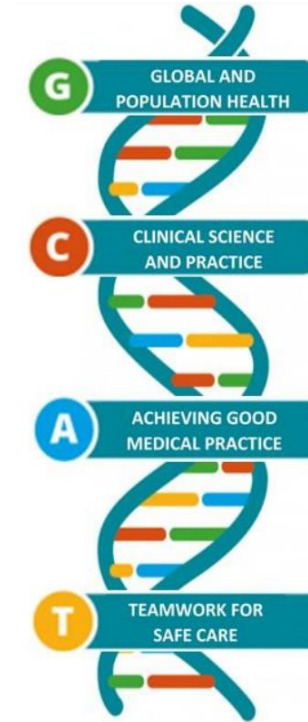 G
GLOBAL AND
POPULATION HEALTH
C
CLINICAL SCIENCE
AND PRACTICE
A
ACHIEVING GOOD
MEDICAL PRACTICE
T
TEAMWORK FOR
SAFE CARE